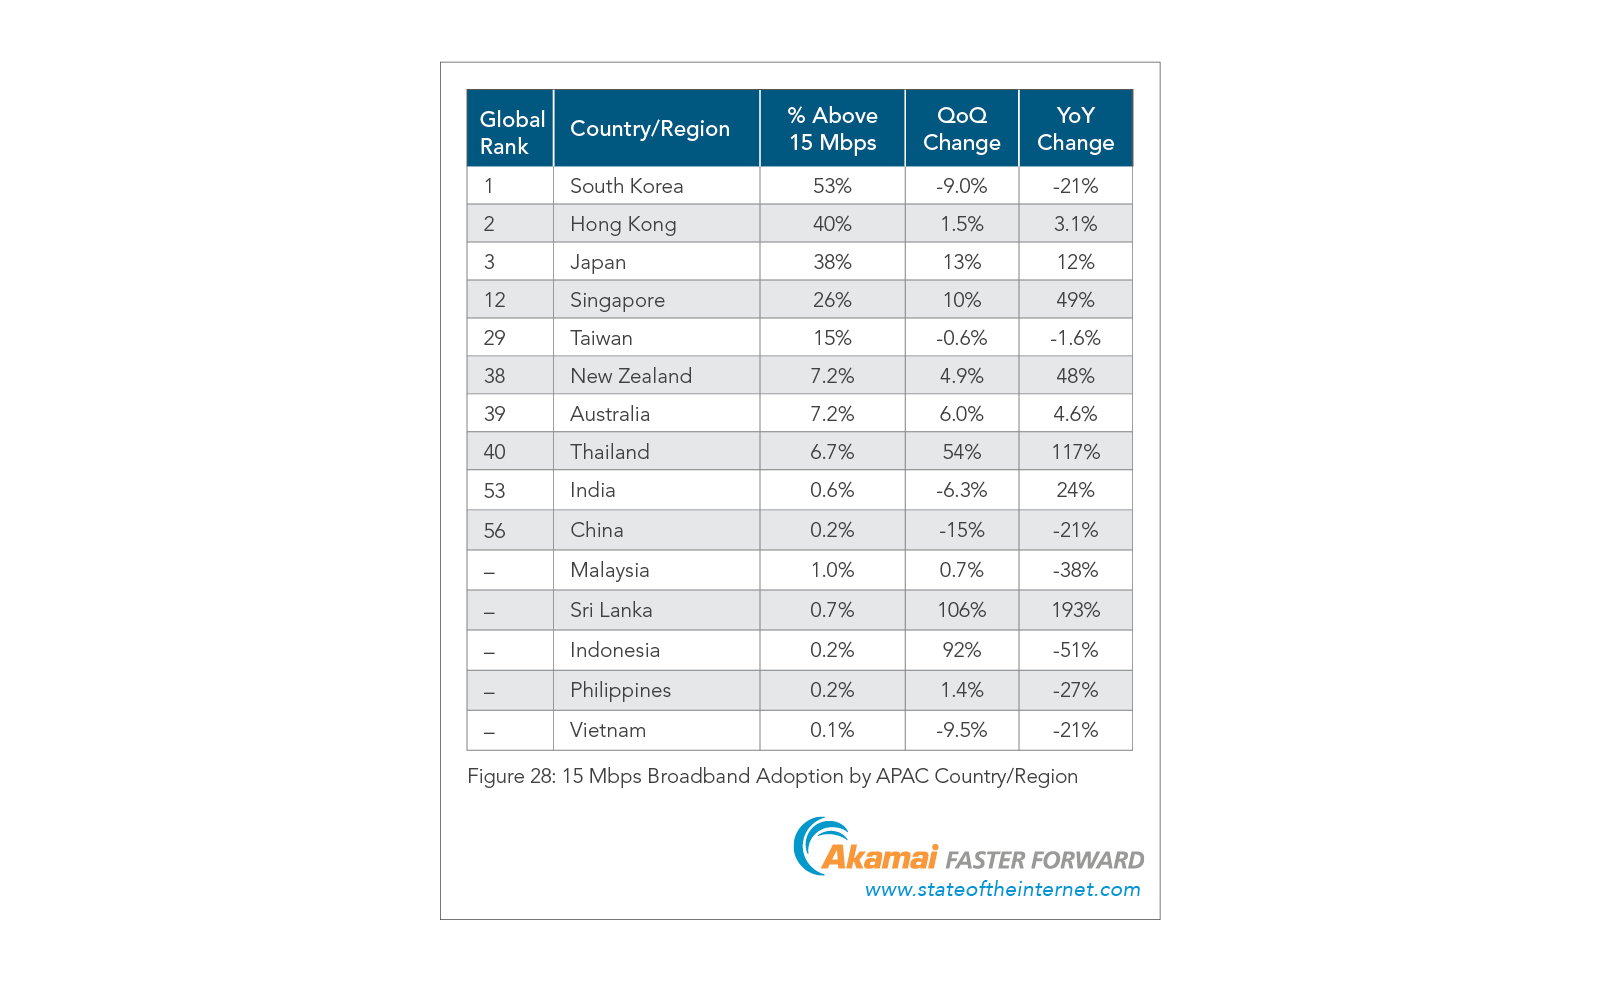 Global Rank Country/Region % Above 15 Mbps QoQ Change YoY Change
1 South Korea 53% -9.0% -21%
2 Hong Kong 40% 1.5% 3.1%
3 Japan 38% 13% 12%
12 Singapore 26% 10% 49%
29 Taiwan 15% -0.6% -1.6%
38 New Zealand 7.2% 4.9% 48%
39 Australia 7.2% 6.0% 4.6%
40 Thailand 6.7% 54% 117%
53 India 0.6% -6.3% 24%
56 China 0.2% -15% -21%
– Malaysia 1.0% 0.7% -38%
– Sri Lanka 0.7% 106% 193%
– Indonesia 0.2% 92% -51%
– Philippines 0.2% 1.4% -27%
– Vietnam 0.1% -9.5% -21%
Figure 28: 15 Mbps Broadband Adoption by APAC Country/Region
Akamai FASTER FORWARD
www.stateoftheinternet.com